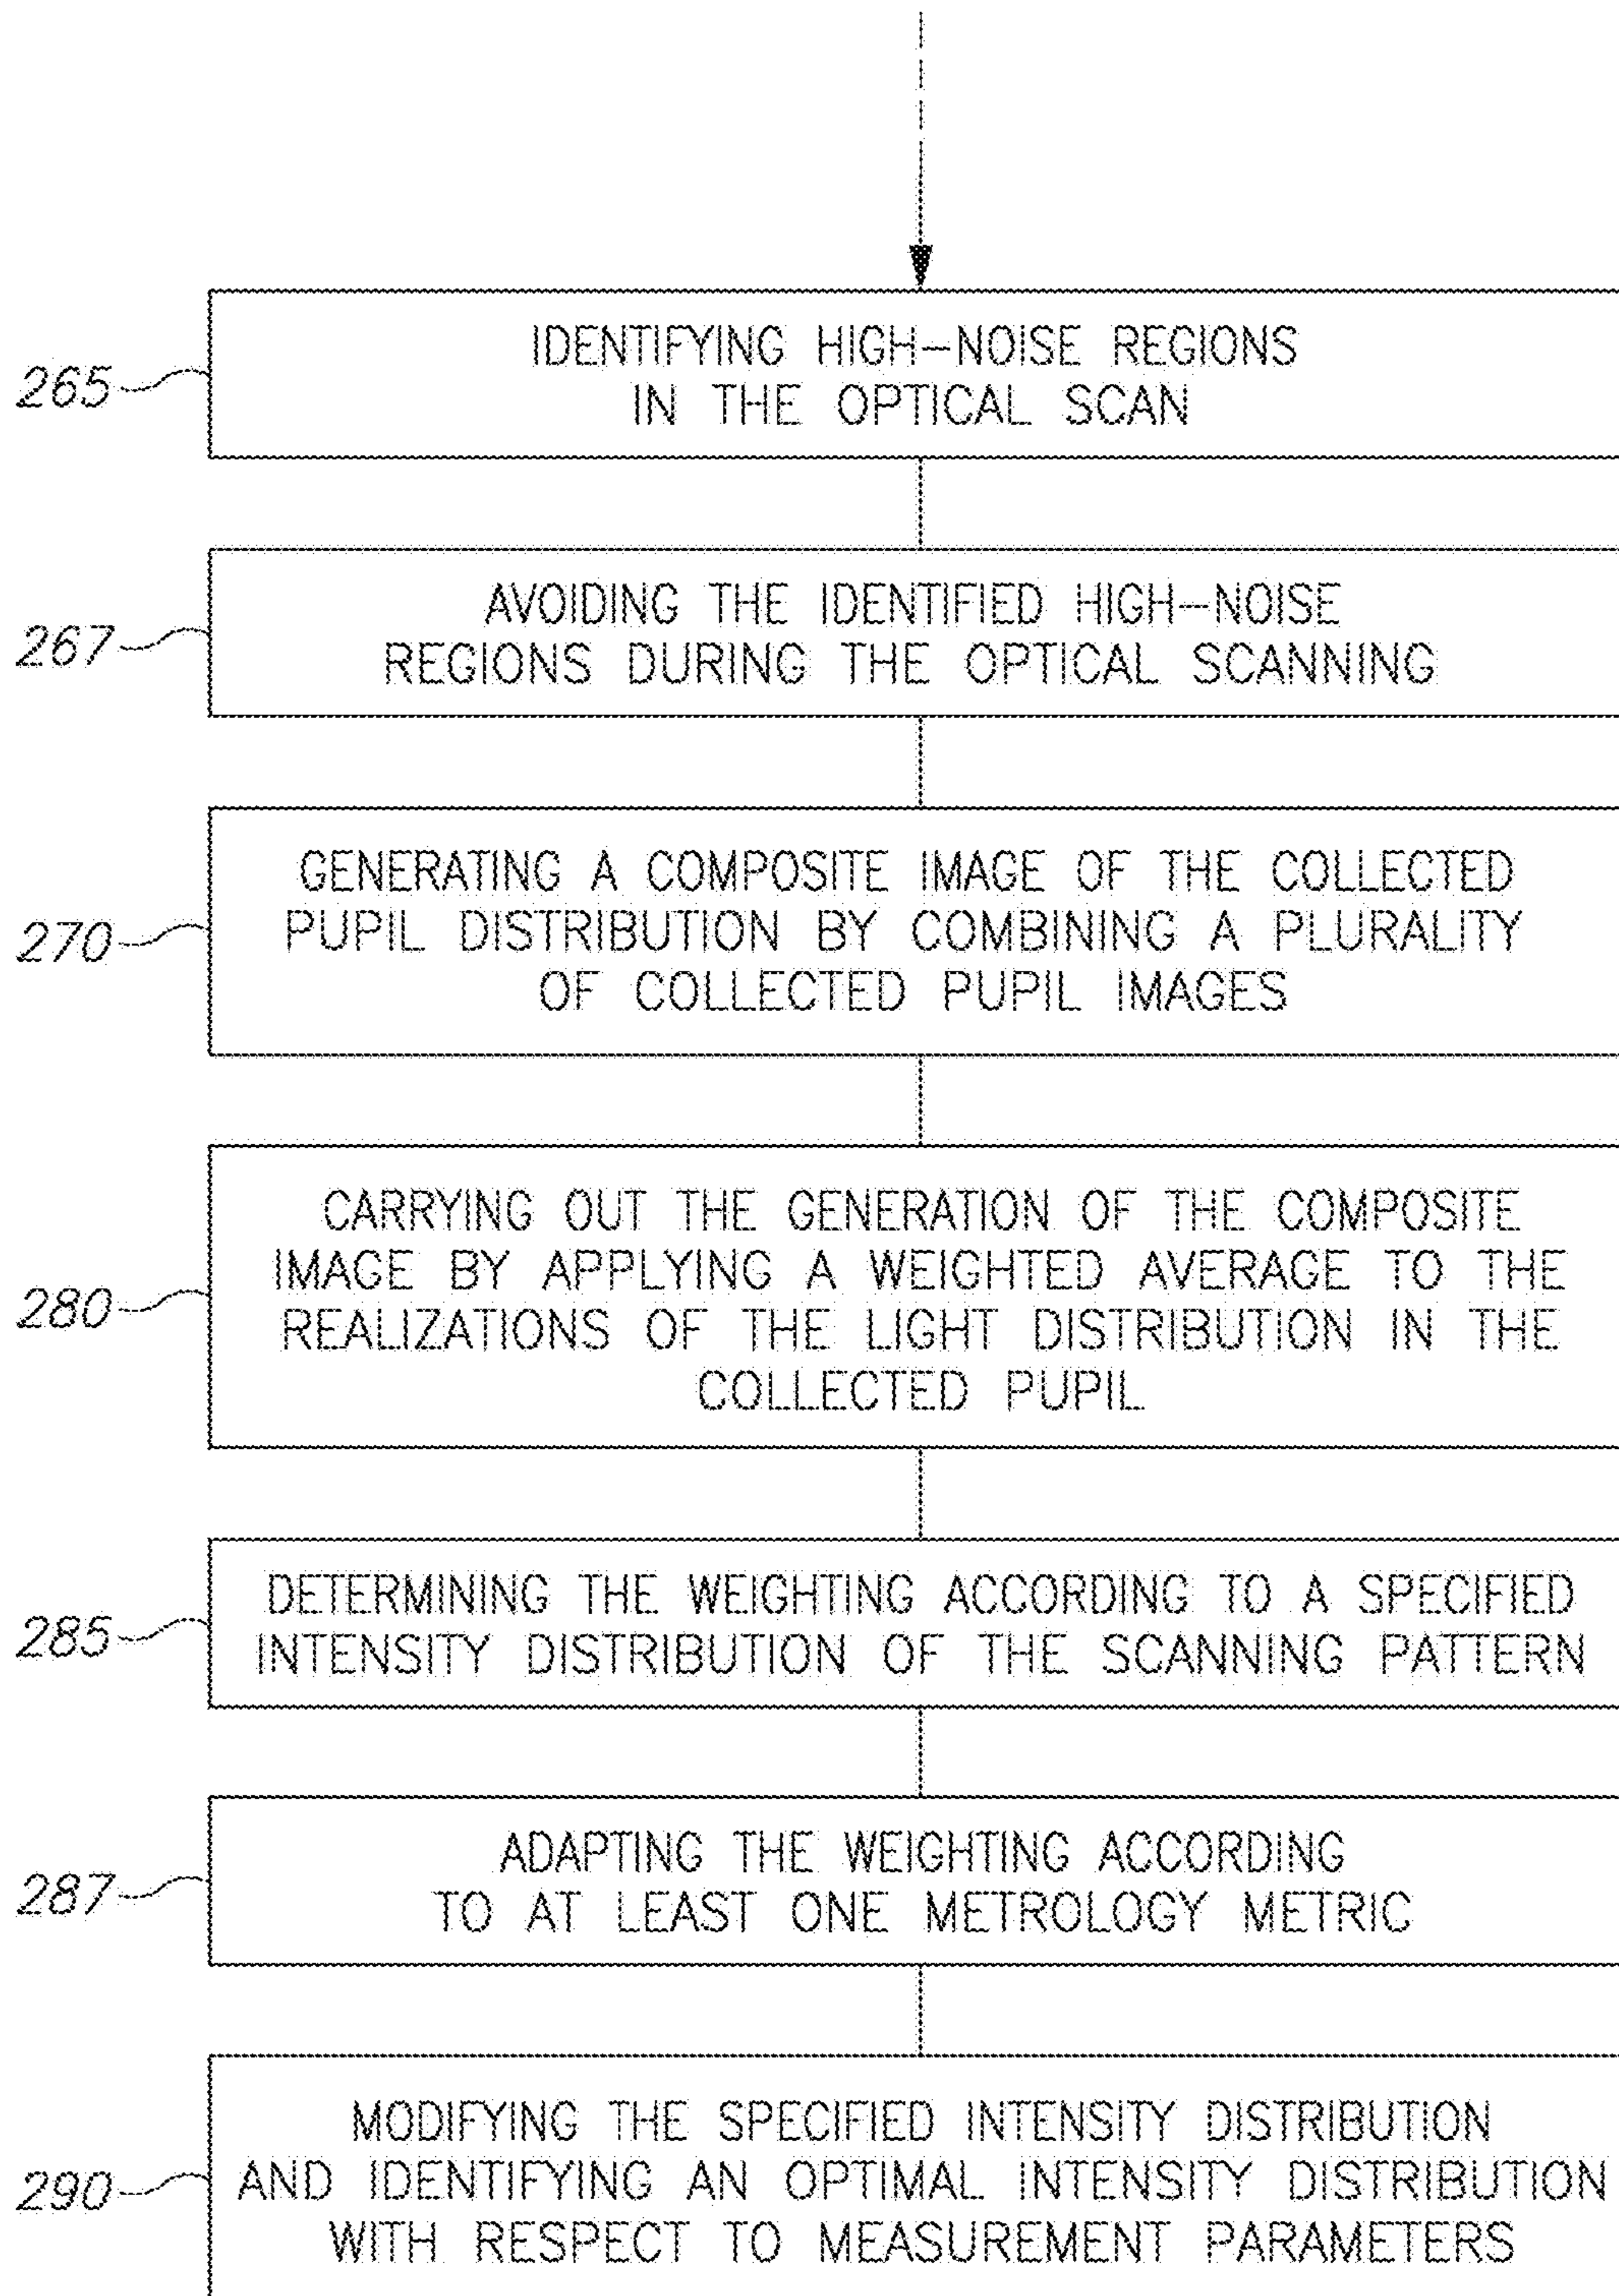 265
IDENTIFYING HIGH-NOISE REGIONS
IN THE OPTICAL SCAN
267
AVOIDING THE IDENTIFIED HIGH-NOISE
REGIONS DURING THE OPTICAL SCANNING
270
GENERATING A COMPOSITE IMAGE OF THE COLLECTED
PUPIL DISTRIBUTION BY COMBINING A PLURALITY
OF COLLECTED PUPIL IMAGES
280
CARRYING OUT THE GENERATION OF THE COMPOSITE
IMAGE BY APPLYING A WEIGHTED AVERAGE TO THE
REALIZATIONS OF THE LIGHT DISTRIBUTION IN THE
COLLECTED PUPIL
285
DETERMINING THE WEIGHTING ACCORDING TO A SPECIFIED
INTENSITY DISTRIBUTION OF THE SCANNING PATTERN
287
ADAPTING THE WEIGHTING ACCORDING
TO AT LEAST ONE METROLOGY METRIC
290
MODIFYING THE SPECIFIED INTENSITY DISTRIBUTION
AND IDENTIFYING AN OPTIMAL INTENSITY DISTRIBUTION
WITH RESPECT TO MEASUREMENT PARAMETERS